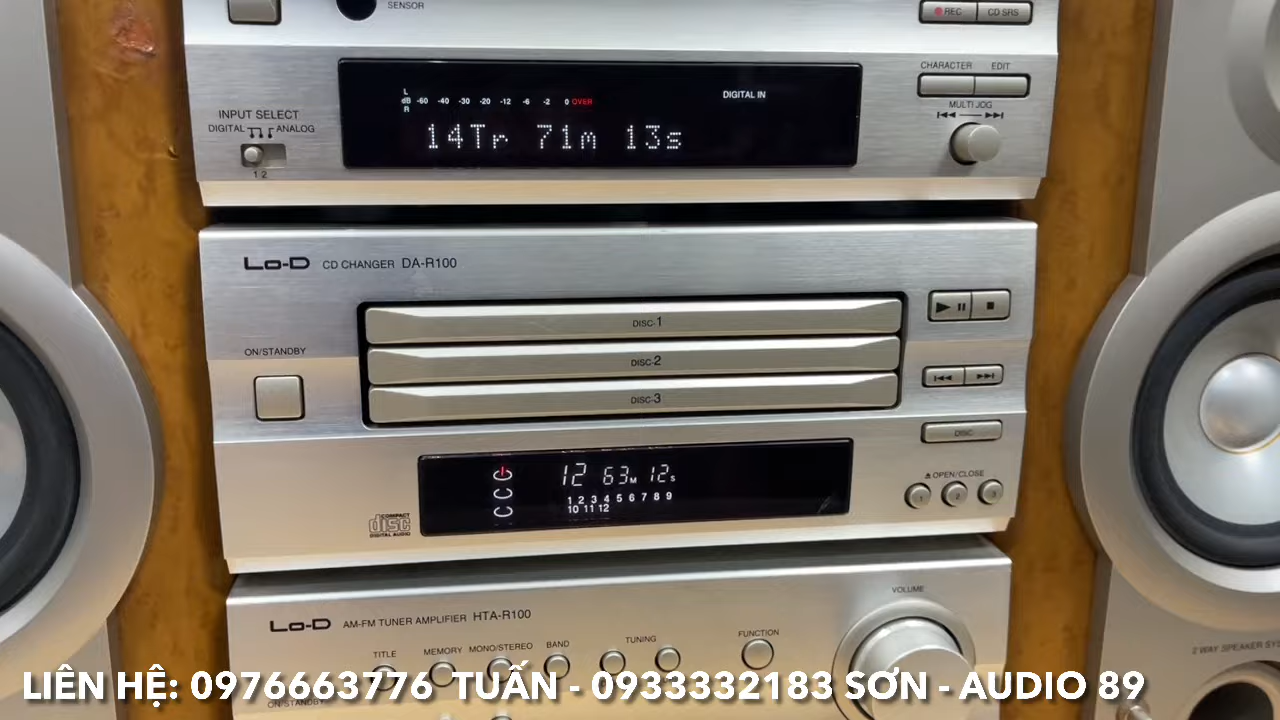 SENSOR
REC CD SRS
CHARACTER EDIT
MULTI JOG
INPUT SELECT
DIGITAL ANALOG
1 2
L
dB -60 -40 -30 -20 -12 -6 -2 0 OVER
R
DIGITAL IN
14Tr 71m 13s
Lo-D CD CHANGER DA-R100
DISC-1
DISC-2
DISC-3
ON/STANDBY
DISC
OPEN/CLOSE
1 2 3
12 63M 12S
1 2 3 4 5 6 7 8 9
10 11 12
COMPACT
disc
DIGITAL AUDIO
Lo-D AM-FM TUNER AMPLIFIER HTA-R100
VOLUME
TITLE MEMORY MONO/STEREO BAND TUNING FUNCTION
ON/STANDBY
2 WAY SPEAKER
LIÊN HỆ: 0976663776 TUẤN - 0933332183 SƠN - AUDIO 89